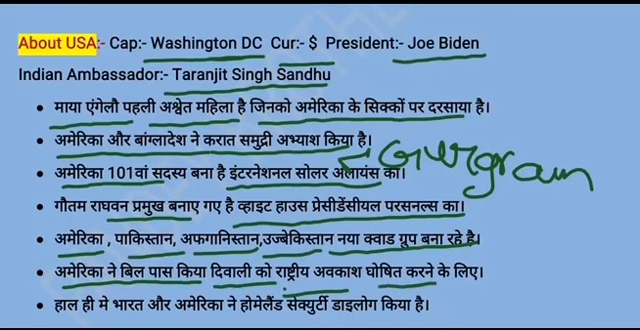 About USA:- Cap:- Washington DC Cur:- $ President:- Joe Biden
Indian Ambassador:- Taranjit Singh Sandhu
• माया एंगेलौ पहली अश्वेत महिला है जिनको अमेरिका के सिक्कों पर दरसाया है।
• अमेरिका और बांग्लादेश ने करात समुद्री अभ्याश किया है।
• अमेरिका 101वां सदस्य बना है इंटरनेशनल सोलर अलायंस का।
Gurugram
• गौतम राघवन प्रमुख बनाए गए है व्हाइट हाउस प्रेसीडेंसीयल परसनल्स का।
• अमेरिका , पाकिस्तान, अफगानिस्तान,उज्बेकिस्तान नया क्वाड ग्रूप बना रहे है।
• अमेरिका ने बिल पास किया दिवाली को राष्ट्रीय अवकाश घोषित करने के लिए।
• हाल ही मे भारत और अमेरिका ने होमेलैंड सेक्युर्टी डाइलोग किया है।